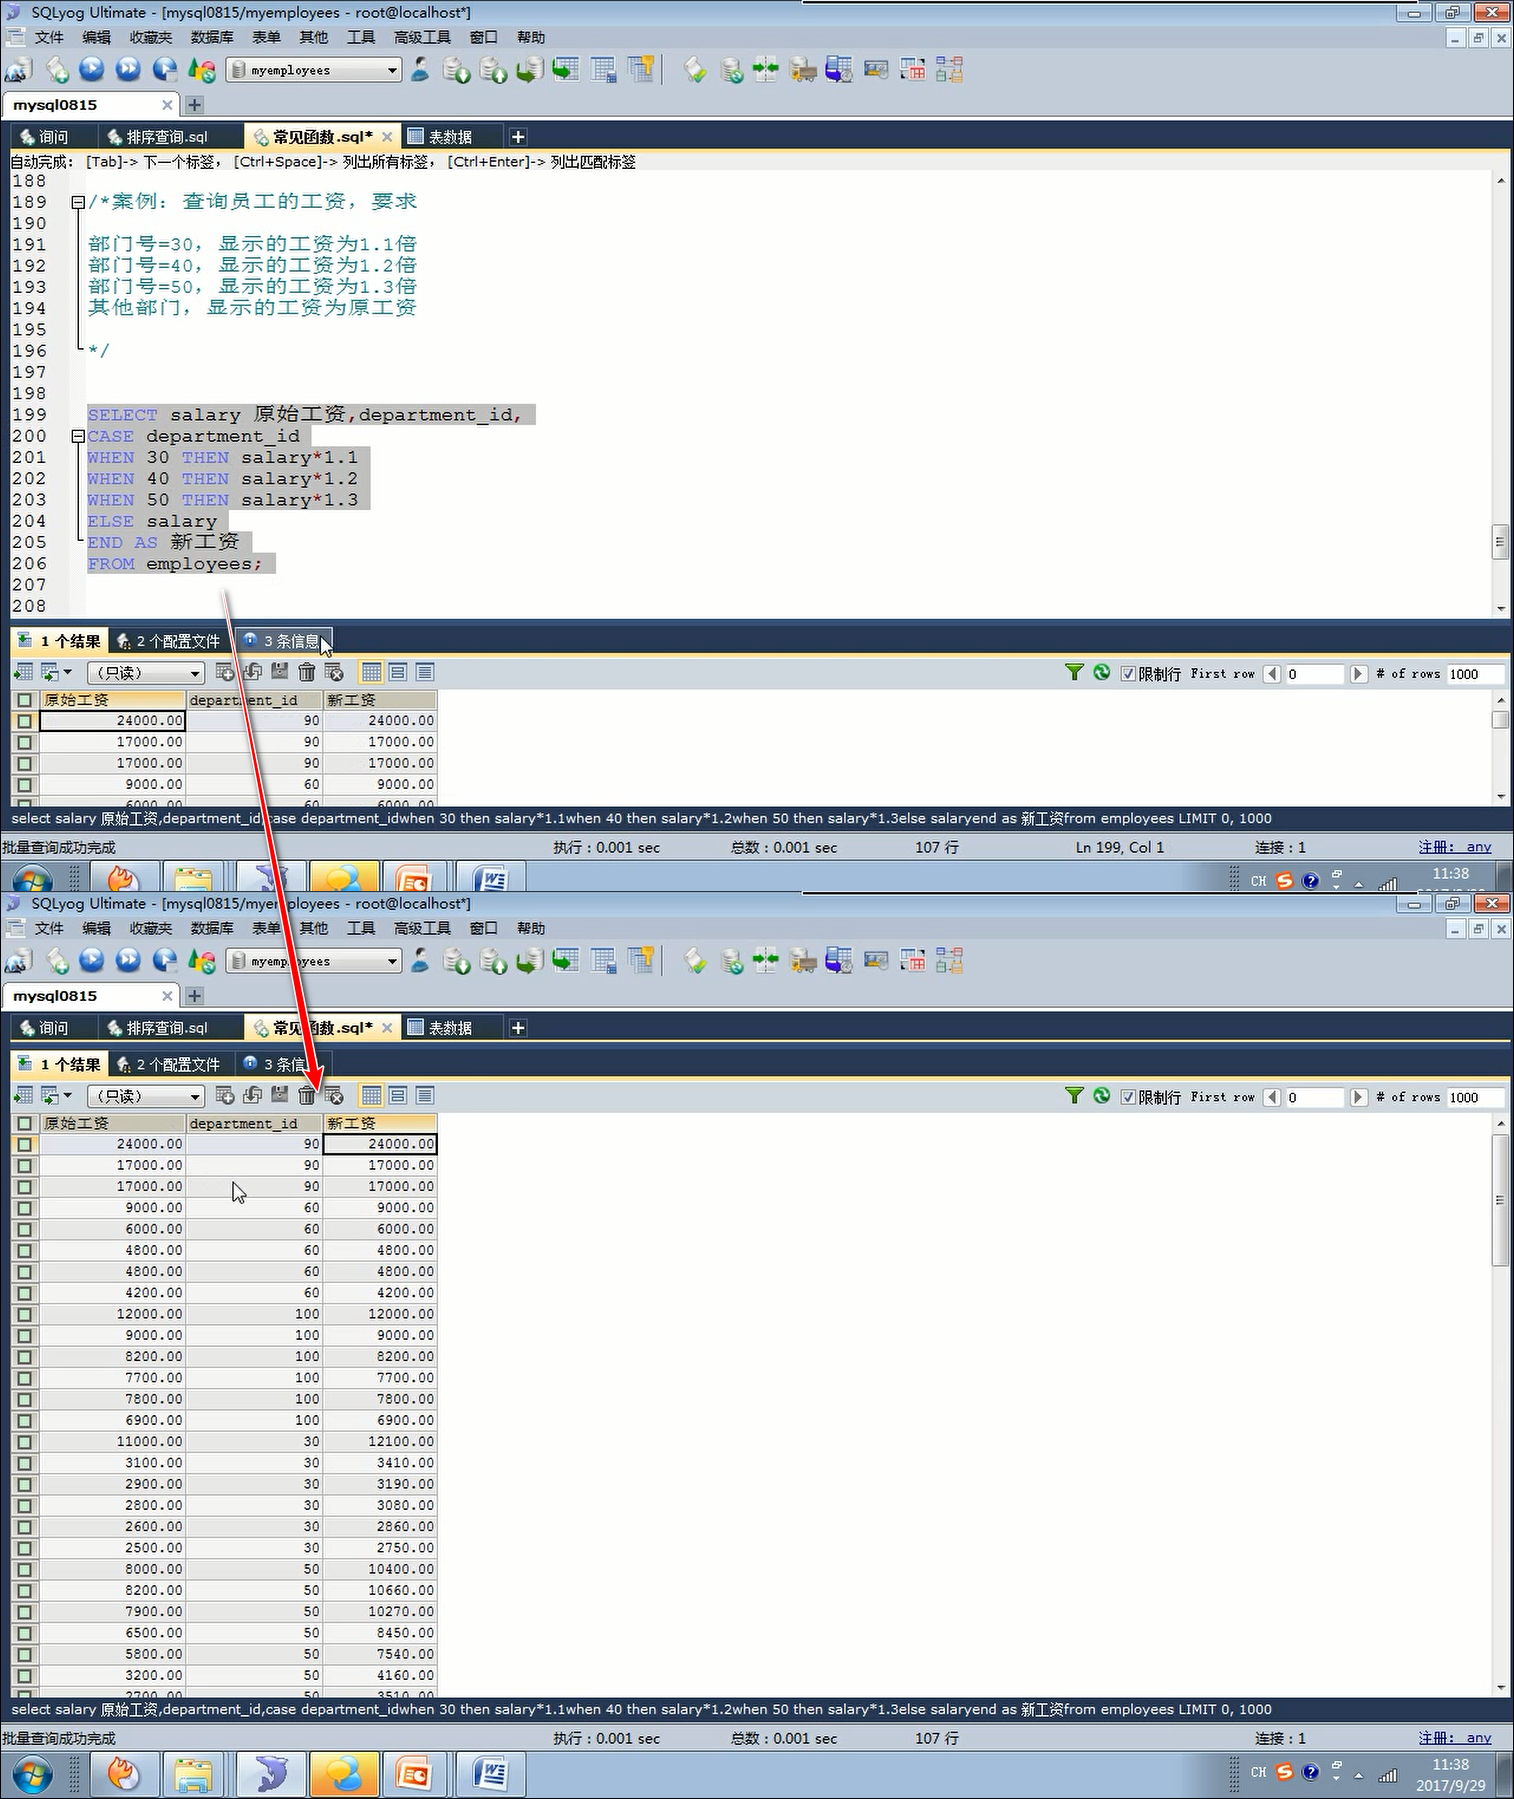 SQLyog Ultimate - [mysql0815/myemployees - root@localhost*]
文件 编辑 收藏夹 数据库 表单 其他 工具 高级工具 窗口 帮助
myemployees
mysql0815
询问 排序查询.sql 常见函数.sql* 表数据
自动完成: [Tab]-> 下一个标签, [Ctrl+Space]-> 列出所有标签, [Ctrl+Enter]-> 列出匹配标签
188
189 /*案例: 查询员工的工资, 要求
190
191 部门号=30, 显示的工资为1.1倍
192 部门号=40, 显示的工资为1.2倍
193 部门号=50, 显示的工资为1.3倍
194 其他部门, 显示的工资为原工资
195
196 */
197
198
199 SELECT salary 原始工资,department_id,
200 CASE department_id
201 WHEN 30 THEN salary*1.1
202 WHEN 40 THEN salary*1.2
203 WHEN 50 THEN salary*1.3
204 ELSE salary
205 END AS 新工资
206 FROM employees;
207
208
1 个结果 2 个配置文件 3 条信息
(只读) 限制行 First row 0 # of rows 1000
原始工资 department_id 新工资
24000.00 90 24000.00
17000.00 90 17000.00
17000.00 90 17000.00
9000.00 60 9000.00
6000.00 60 6000.00
select salary 原始工资,department_id,case department_idwhen 30 then salary*1.1when 40 then salary*1.2when 50 then salary*1.3else salaryend as 新工资from employees LIMIT 0, 1000
批量查询成功完成 执行 : 0.001 sec 总数 : 0.001 sec 107 行 Ln 199, Col 1 连接 : 1 注册: any
CH 11:38
SQLyog Ultimate - [mysql0815/myemployees - root@localhost*]
文件 编辑 收藏夹 数据库 表单 其他 工具 高级工具 窗口 帮助
myemployees
mysql0815
询问 排序查询.sql 常见函数.sql* 表数据
1 个结果 2 个配置文件 3 条信
(只读) 限制行 First row 0 # of rows 1000
原始工资 department_id 新工资
24000.00 90 24000.00
17000.00 90 17000.00
17000.00 90 17000.00
9000.00 60 9000.00
6000.00 60 6000.00
4800.00 60 4800.00
4800.00 60 4800.00
4200.00 60 4200.00
12000.00 100 12000.00
9000.00 100 9000.00
8200.00 100 8200.00
7700.00 100 7700.00
7800.00 100 7800.00
6900.00 100 6900.00
11000.00 30 12100.00
3100.00 30 3410.00
2900.00 30 3190.00
2800.00 30 3080.00
2600.00 30 2860.00
2500.00 30 2750.00
8000.00 50 10400.00
8200.00 50 10660.00
7900.00 50 10270.00
6500.00 50 8450.00
5800.00 50 7540.00
3200.00 50 4160.00
2700.00 50 3510.00
select salary 原始工资,department_id,case department_idwhen 30 then salary*1.1when 40 then salary*1.2when 50 then salary*1.3else salaryend as 新工资from employees LIMIT 0, 1000
批量查询成功完成 执行 : 0.001 sec 总数 : 0.001 sec 107 行 连接 : 1 注册: any
CH 11:38
2017/9/29